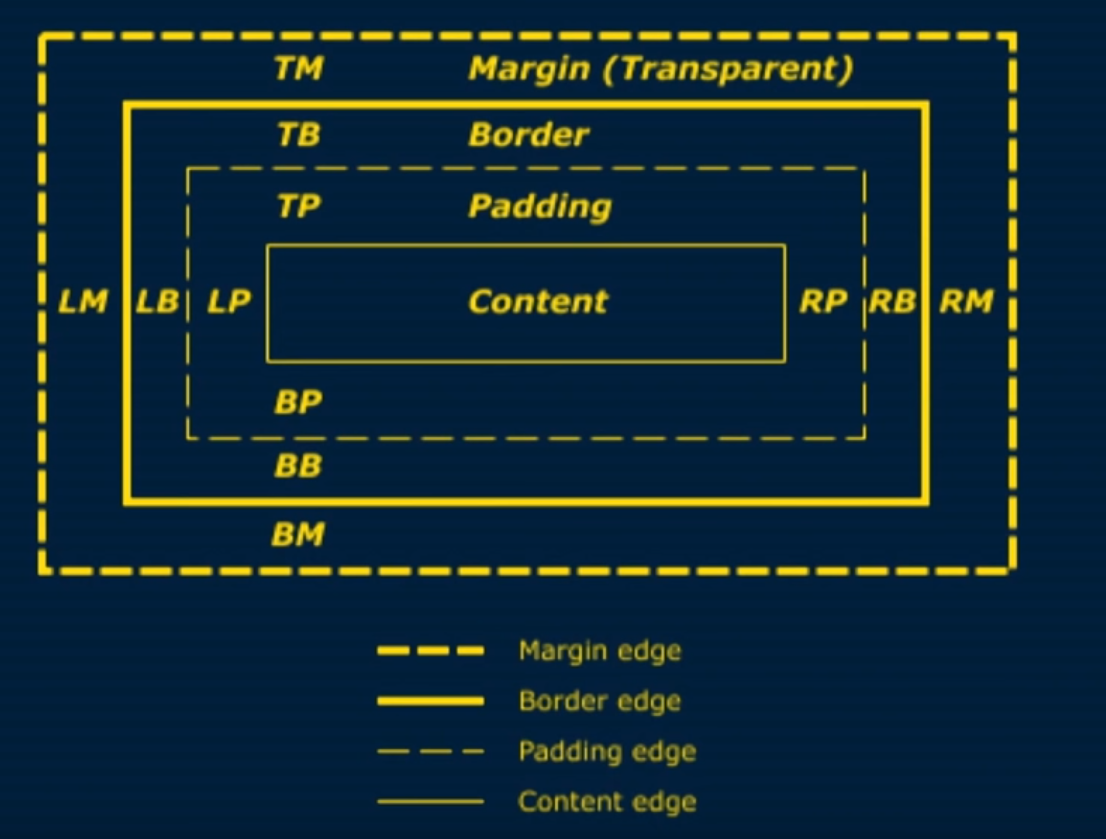 TM Margin (Transparent)
TB Border
TP Padding
LM LB LP Content RP RB RM
BP
BB
BM
Margin edge
Border edge
Padding edge
Content edge